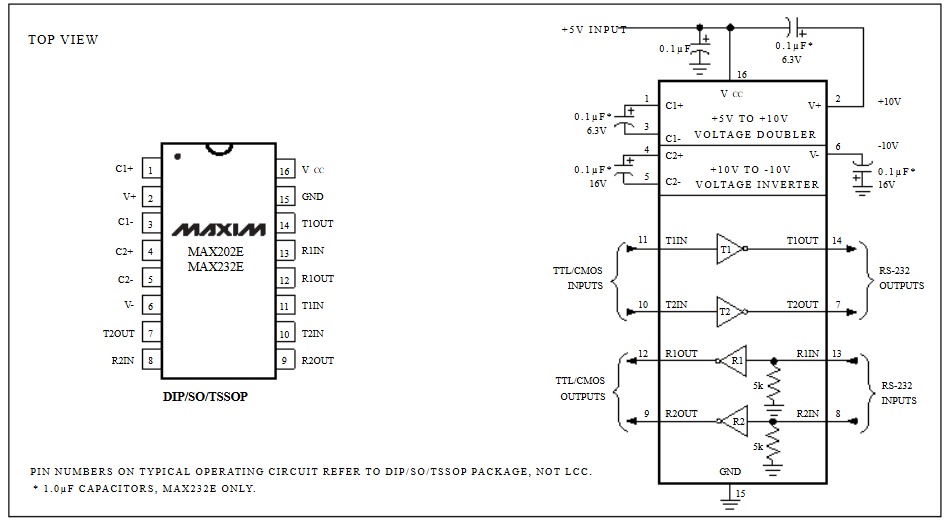 TOP VIEW
C1+ 1
V+ 2
C1- 3
C2+ 4
C2- 5
V- 6
T2OUT 7
R2IN 8
MAXIM
MAX202E
MAX232E
16 V CC
15 GND
14 T1OUT
13 R1IN
12 R1OUT
11 T1IN
10 T2IN
9 R2OUT
DIP/SO/TSSOP
+5V INPUT
0.1µF
0.1µF*
6.3V
16
V CC
1 C1+
0.1µF*
6.3V
3 C1-
+5V TO +10V
VOLTAGE DOUBLER
V+ 2
+10V
4 C2+
0.1µF*
16V
5 C2-
+10V TO -10V
VOLTAGE INVERTER
V- 6
-10V
0.1µF*
16V
TTL/CMOS
INPUTS
11 T1IN T1 T1OUT 14
10 T2IN T2 T2OUT 7
RS-232
OUTPUTS
TTL/CMOS
OUTPUTS
12 R1OUT R1 R1IN 13
5k
9 R2OUT R2 R2IN 8
5k
RS-232
INPUTS
GND
15
PIN NUMBERS ON TYPICAL OPERATING CIRCUIT REFER TO DIP/SO/TSSOP PACKAGE, NOT LCC.
* 1.0µF CAPACITORS, MAX232E ONLY.